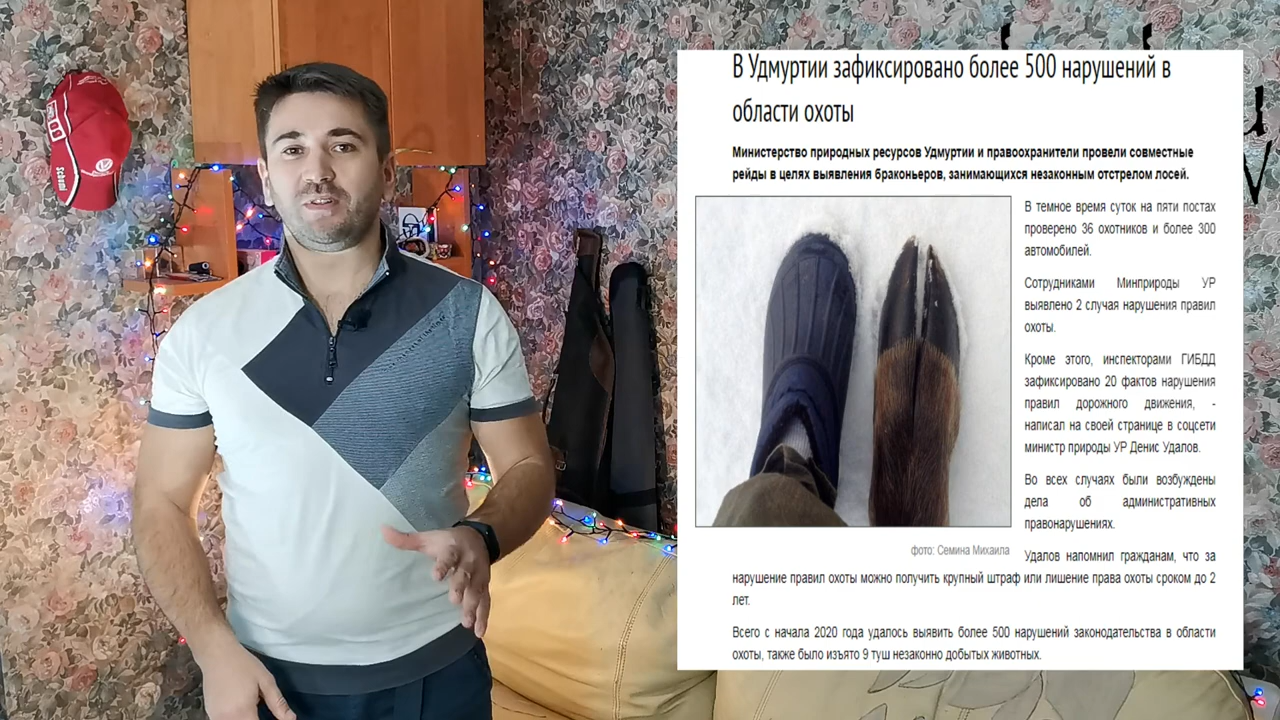 В Удмуртии зафиксировано более 500 нарушений в
области охоты
Министерство природных ресурсов Удмуртии и правоохранители провели совместные
рейды в целях выявления браконьеров, занимающихся незаконным отстрелом лосей.
В темное время суток на пяти постах
проверено 36 охотников и более 300
автомобилей.
Сотрудниками Минприроды УР
выявлено 2 случая нарушения правил
охоты.
Кроме этого, инспекторами ГИБДД
зафиксировано 20 фактов нарушения
правил дорожного движения, -
написал на своей странице в соцсети
министр природы УР Денис Удалов.
Во всех случаях были возбуждены
дела об административных
правонарушениях.
фото: Семина Михаила
Удалов напомнил гражданам, что за
нарушение правил охоты можно получить крупный штраф или лишение права охоты сроком до 2
лет.
Всего с начала 2020 года удалось выявить более 500 нарушений законодательства в области
охоты, также было изъято 9 туш незаконно добытых животных.